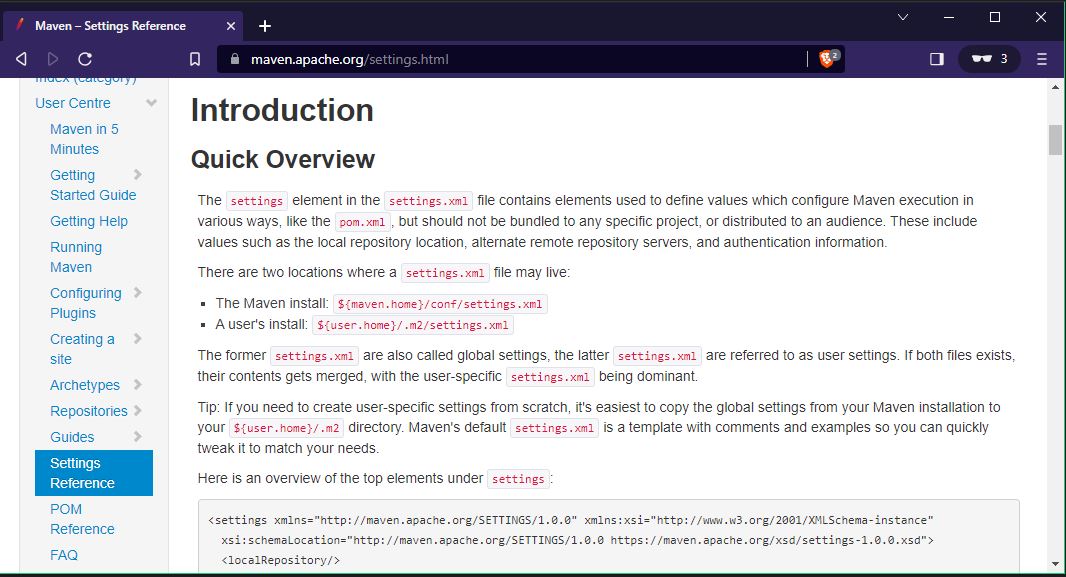 Maven – Settings Reference
maven.apache.org/settings.html
2
3
Index (category)
User Centre
Maven in 5
Minutes
Getting
Started Guide
Getting Help
Running
Maven
Configuring
Plugins
Creating a
site
Archetypes
Repositories
Guides
Settings
Reference
POM
Reference
FAQ
Introduction
Quick Overview
The settings element in the settings.xml file contains elements used to define values which configure Maven execution in
various ways, like the pom.xml, but should not be bundled to any specific project, or distributed to an audience. These include
values such as the local repository location, alternate remote repository servers, and authentication information.
There are two locations where a settings.xml file may live:
▪ The Maven install: ${maven.home}/conf/settings.xml
▪ A user's install: ${user.home}/.m2/settings.xml
The former settings.xml are also called global settings, the latter settings.xml are referred to as user settings. If both files exists,
their contents gets merged, with the user-specific settings.xml being dominant.
Tip: If you need to create user-specific settings from scratch, it's easiest to copy the global settings from your Maven installation to
your ${user.home}/.m2 directory. Maven's default settings.xml is a template with comments and examples so you can quickly
tweak it to match your needs.
Here is an overview of the top elements under settings:
<settings xmlns="http://maven.apache.org/SETTINGS/1.0.0" xmlns:xsi="http://www.w3.org/2001/XMLSchema-instance"
xsi:schemaLocation="http://maven.apache.org/SETTINGS/1.0.0 https://maven.apache.org/xsd/settings-1.0.0.xsd">
<localRepository/>